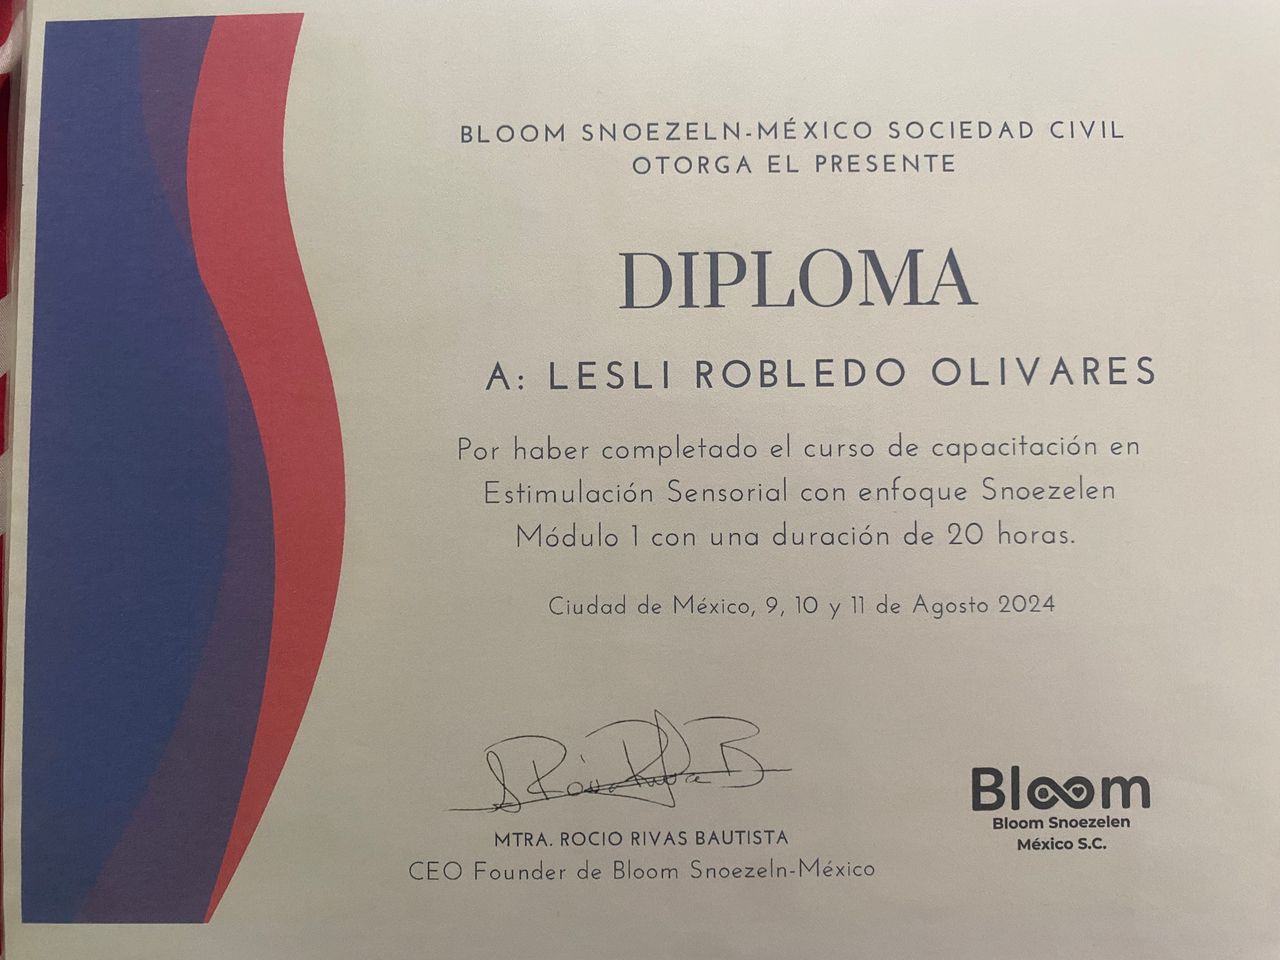 BLOOM SNOEZELN-MÉXICO SOCIEDAD CIVIL
OTORGA EL PRESENTE
DIPLOMA
A: LESLI ROBLEDO OLIVARES
Por haber completado el curso de capacitación en
Estimulación Sensorial con enfoque Snoezelen
Módulo 1 con una duración de 20 horas.
Ciudad de México, 9, 10 y 11 de Agosto 2024
MTRA. ROCIO RIVAS BAUTISTA
CEO Founder de Bloom Snoezeln-México
Bloom
Bloom Snoezelen
México S.C.